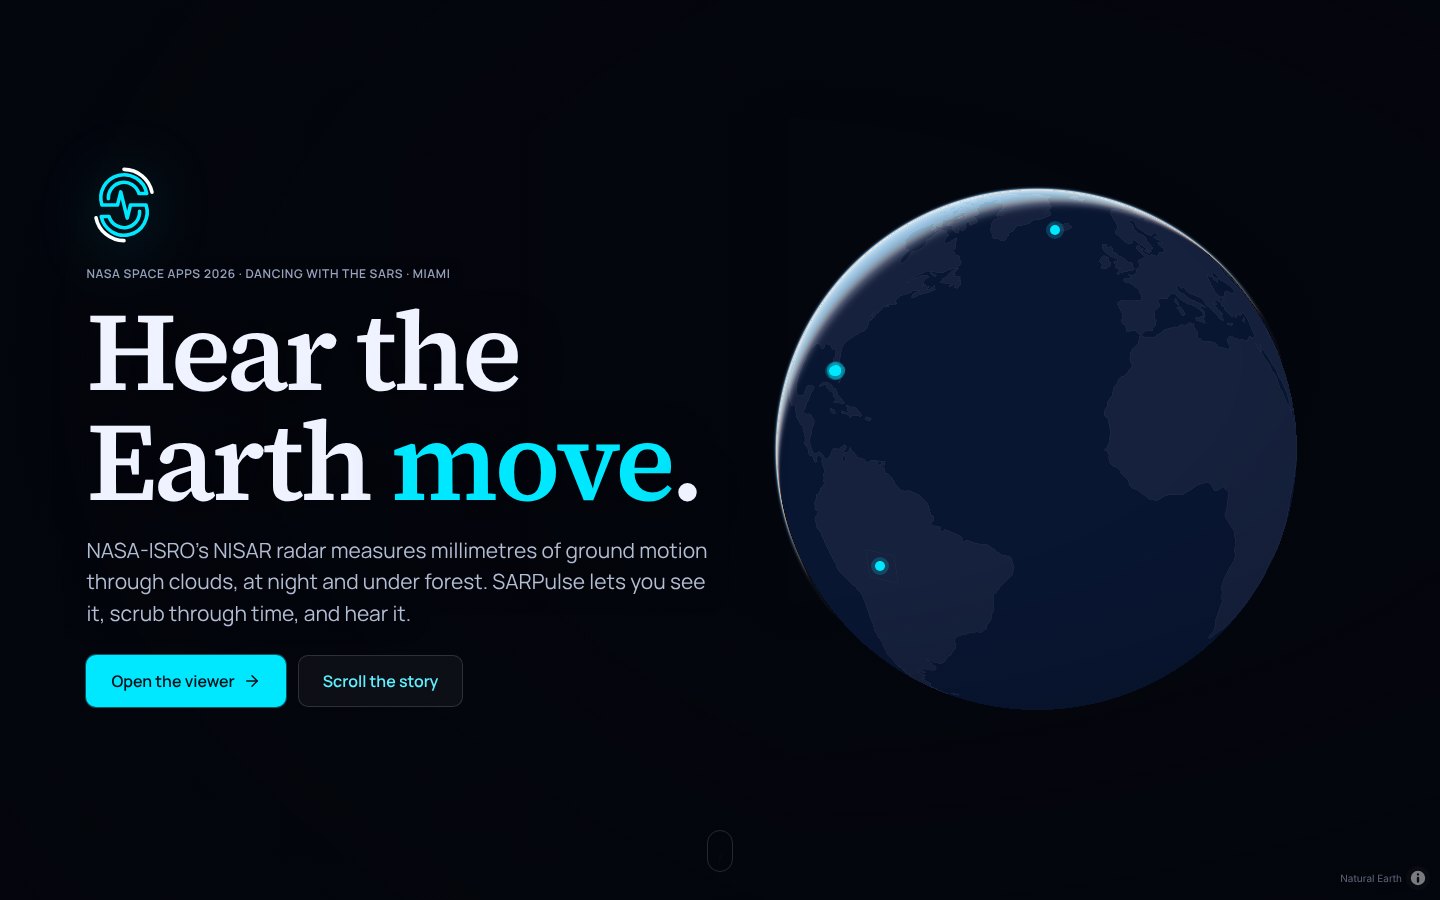 NASA SPACE APPS 2026 · DANCING WITH THE SARS · MIAMI
Hear the
Earth move.
NASA-ISRO’s NISAR radar measures millimetres of ground motion
through clouds, at night and under forest. SARPulse lets you see
it, scrub through time, and hear it.
Open the viewer →
Scroll the story
Natural Earth